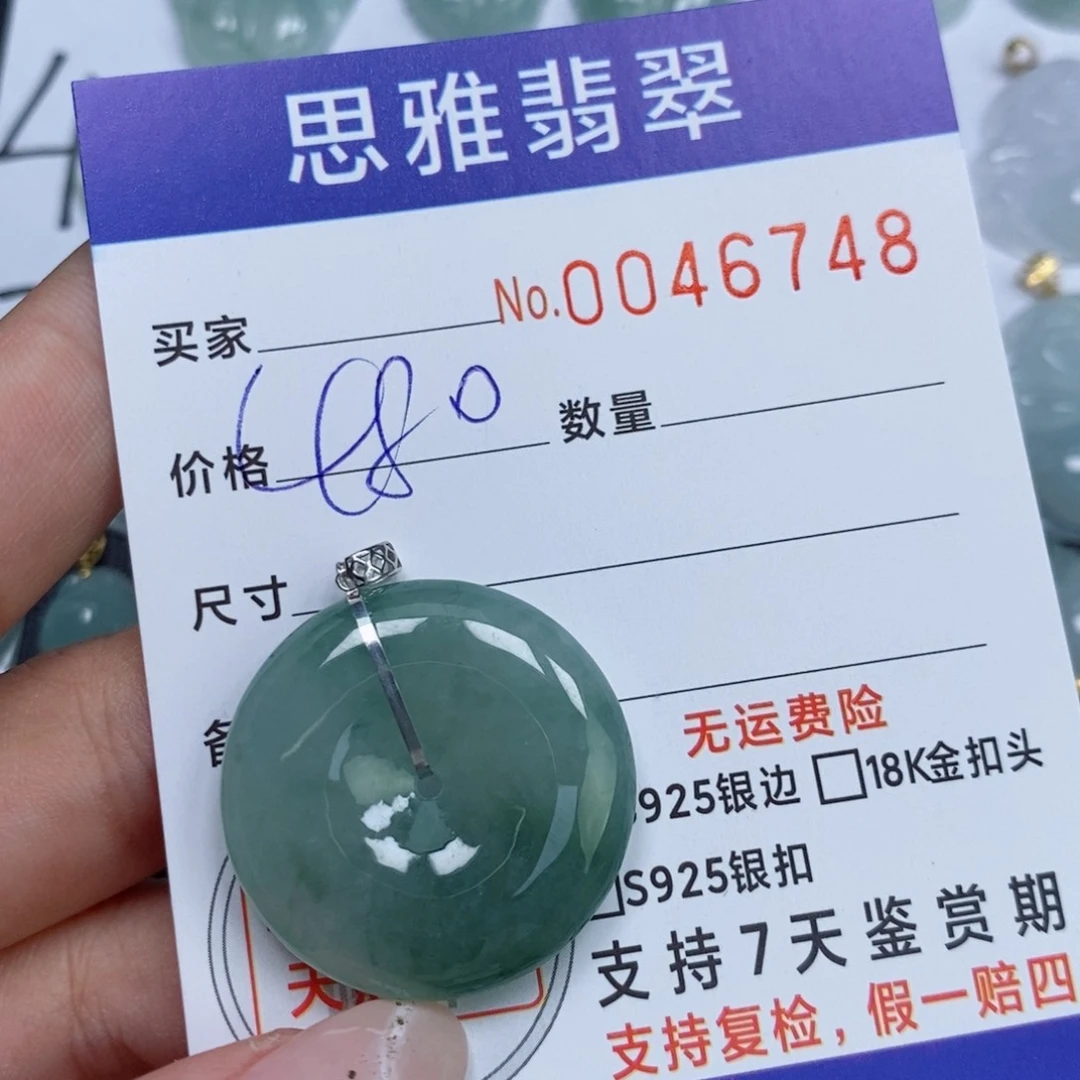 思雅翡翠
No.0046748
买家
价格 680 数量
尺寸
无运费险
925银边 18K金扣头
S925银扣
支持7天鉴赏期
支持复检，假一赔四